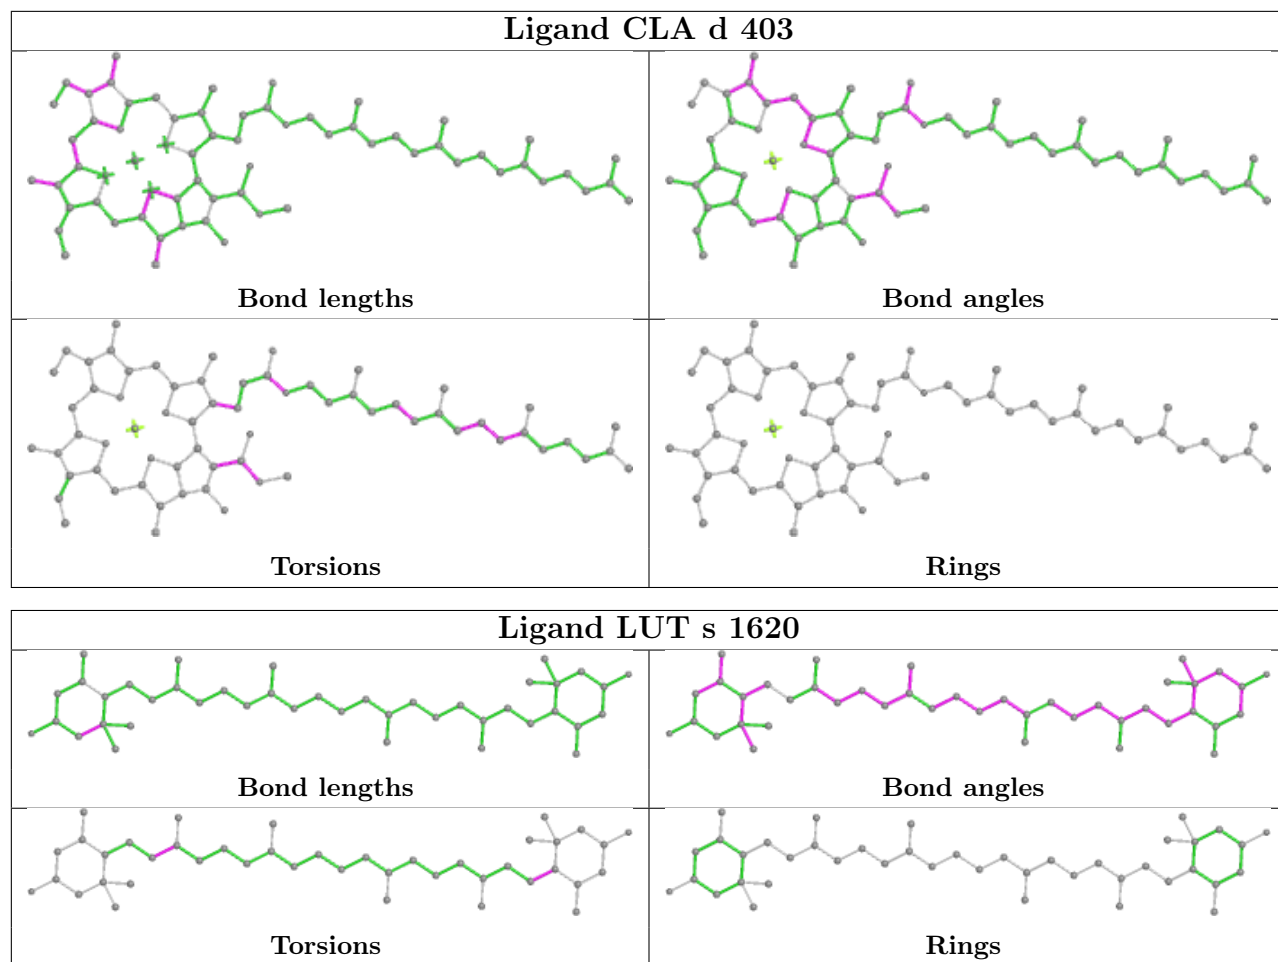 Ligand CLA d 403
Bond lengths
Bond angles
Torsions
Rings
Ligand LUT s 1620
Bond lengths
Bond angles
Torsions
Rings